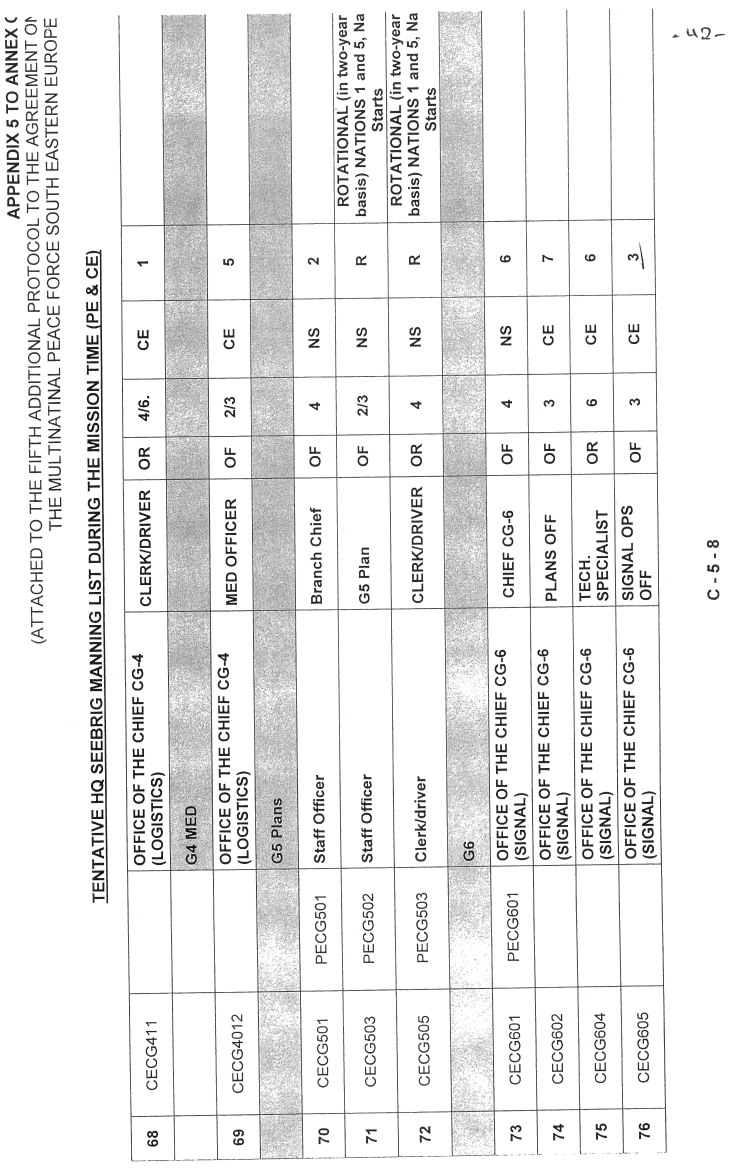 APPENDIX 5 TO ANNEX
(ATTACHED TO THE FIFTH ADDITIONAL PROTOCOL TO THE AGREEMENT ON
THE MULTINATINAL PEACE FORCE SOUTH EASTERN EUROPE
TENTATIVE HQ SEEBRIG MANNING LIST DURING THE MISSION TIME (PE & CE)
68 CECG411 OFFICE OF THE CHIEF CG-4 CLERK/DRIVER OR 4/6. CE 1
(LOGISTICS)
G4 MED
69 CECG4012 OFFICE OF THE CHIEF CG-4 MED OFFICER OF 2/3 CE 5
(LOGISTICS)
G5 Plans
70 CECG501 PECG501 Staff Officer Branch Chief OF 4 NS 2
71 CECG503 PECG502 Staff Officer G5 Plan OF 2/3 NS R ROTATIONAL (in two-year
basis) NATIONS 1 and 5, Na
Starts
72 CECG505 PECG503 Clerk/driver CLERK/DRIVER OR 4 NS R ROTATIONAL (in two-year
basis) NATIONS 1 and 5, Na
Starts
G6
73 CECG601 PECG601 OFFICE OF THE CHIEF CG-6 CHIEF CG-6 OF 4 NS 6
(SIGNAL)
74 CECG602 OFFICE OF THE CHIEF CG-6 PLANS OFF OF 3 CE 7
(SIGNAL)
75 CECG604 OFFICE OF THE CHIEF CG-6 TECH. OR 6 CE 6
(SIGNAL) SPECIALIST
76 CECG605 OFFICE OF THE CHIEF CG-6 SIGNAL OPS OF 3 CE 3
(SIGNAL) OFF
C - 5 - 8
- 42 -